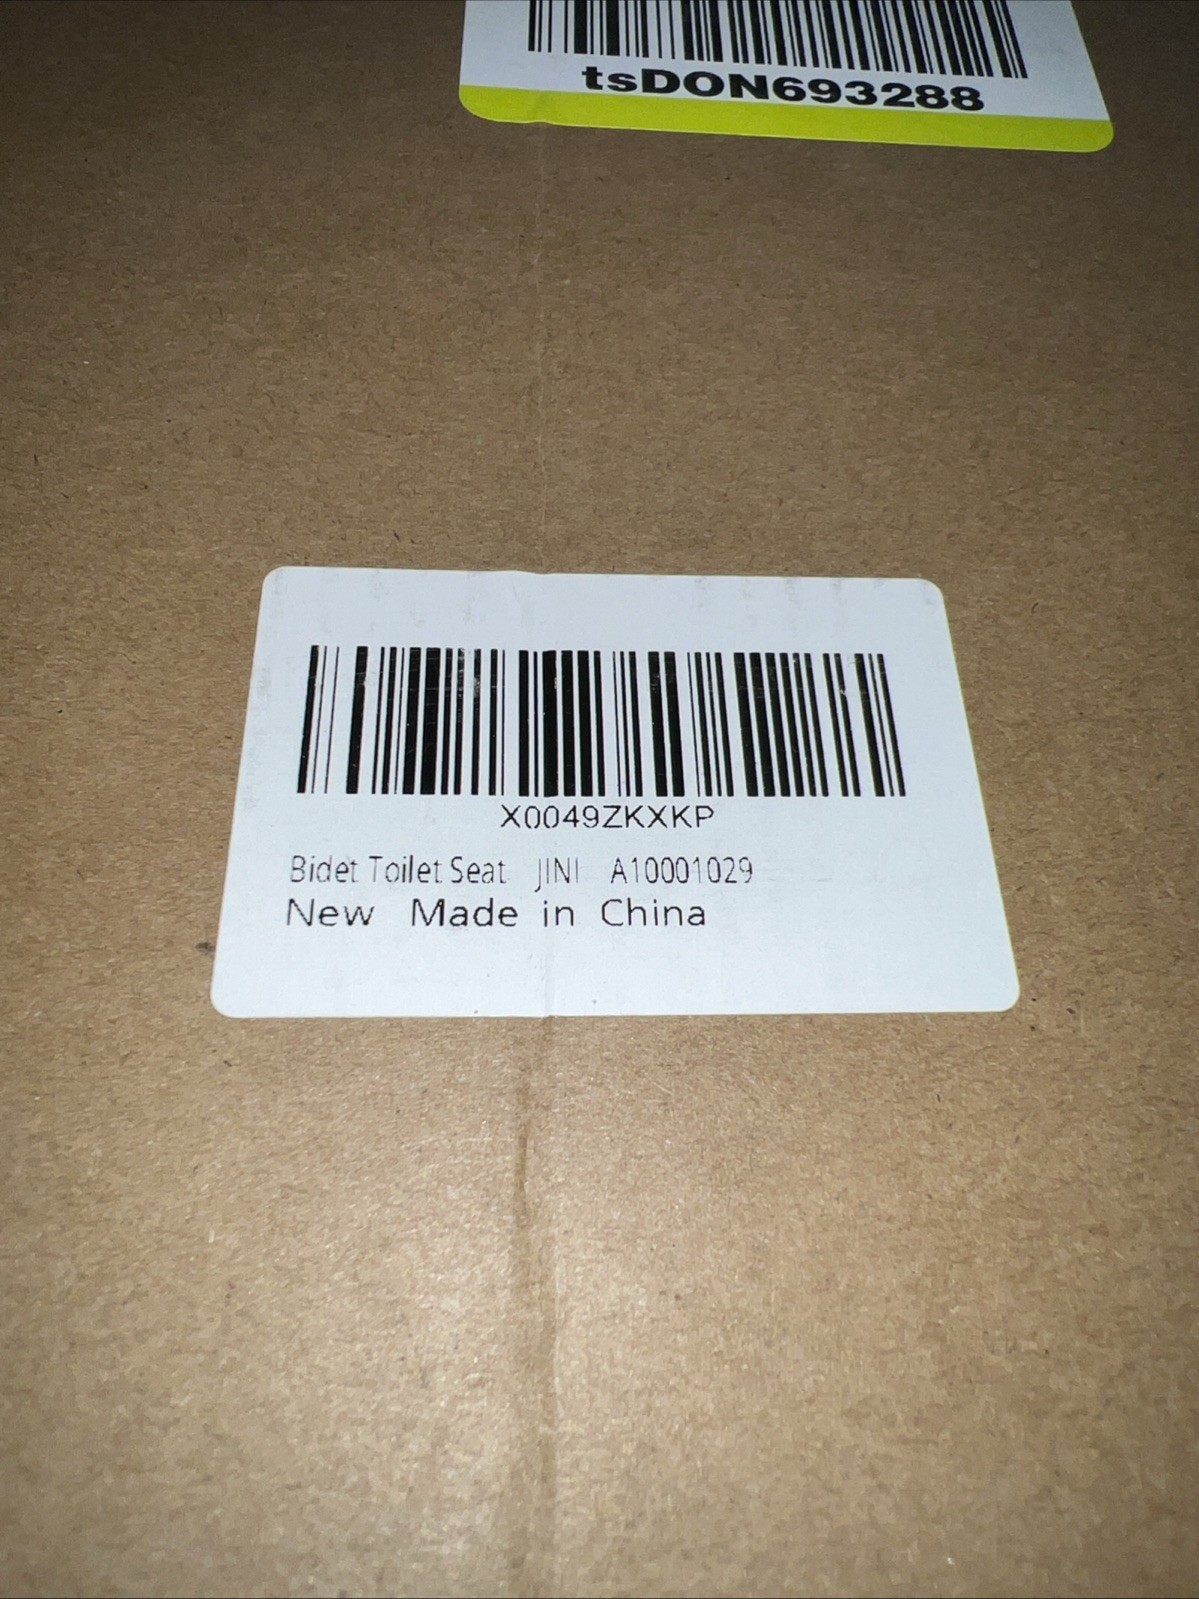 tsDON693288
X0049ZKXKP
Bidet Toilet Seat JINI A10001029
New Made in China